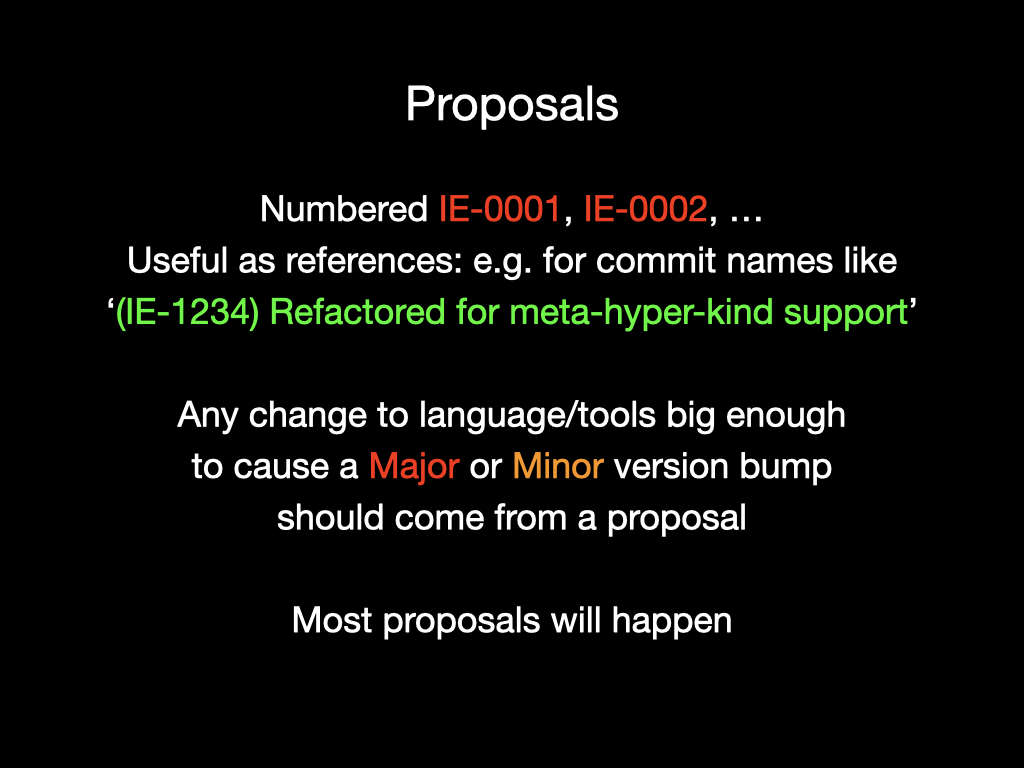 Proposals
Numbered IE-0001, IE-0002, …
Useful as references: e.g. for commit names like
‘(IE-1234) Refactored for meta-hyper-kind support’
Any change to language/tools big enough
to cause a Major or Minor version bump
should come from a proposal
Most proposals will happen